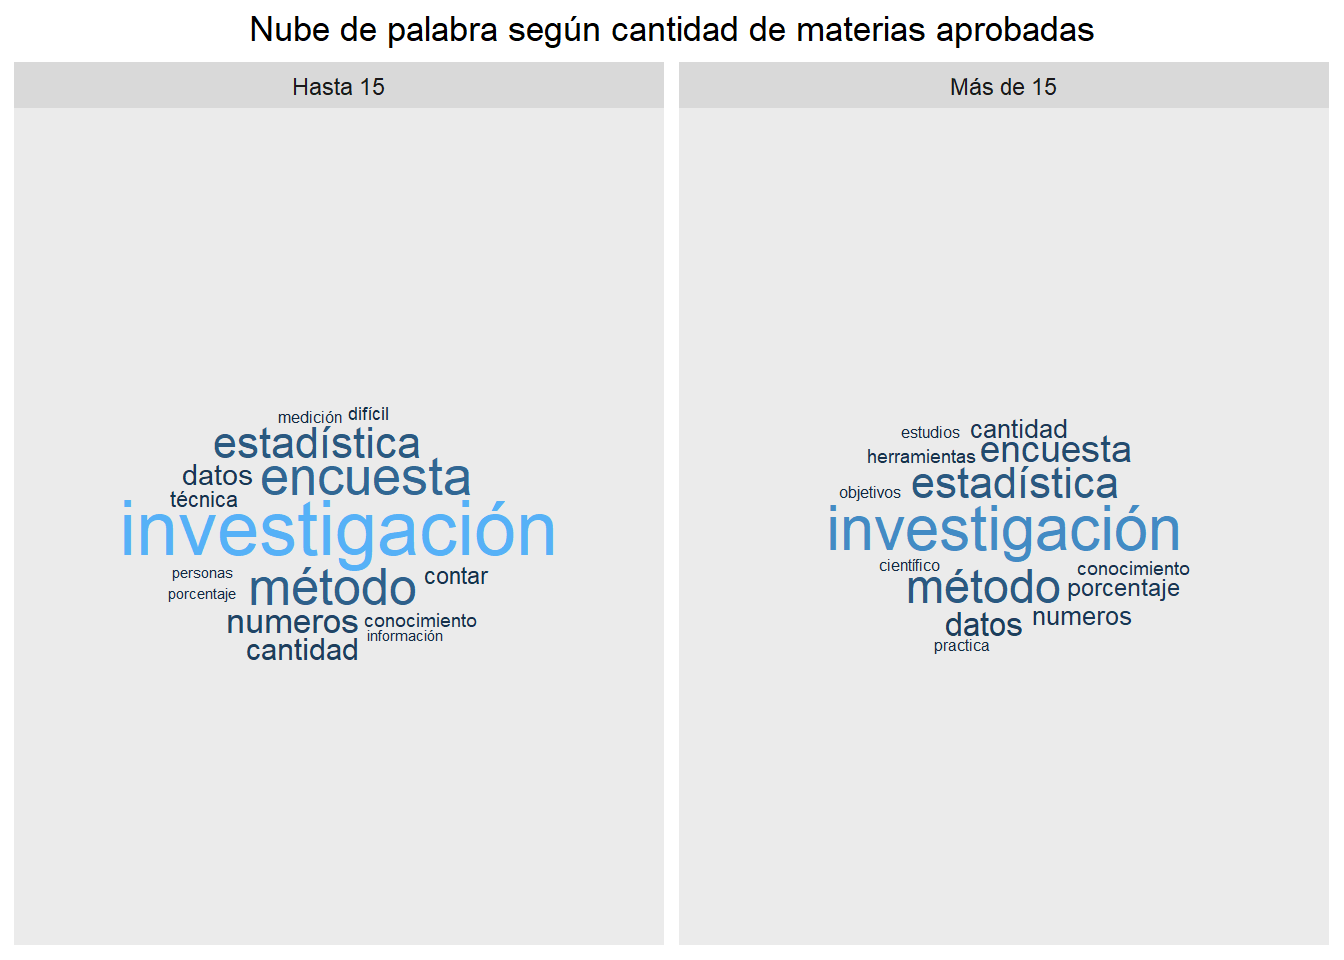 Nube de palabra según cantidad de materias aprobadas
Hasta 15
medición difícil
estadística
datos encuesta
técnica
investigación
personas
método contar
porcentaje
numeros conocimiento
información
cantidad
Más de 15
estudios cantidad
herramientas encuesta
objetivos estadística
investigación
científico conocimiento
método porcentaje
datos numeros
practica